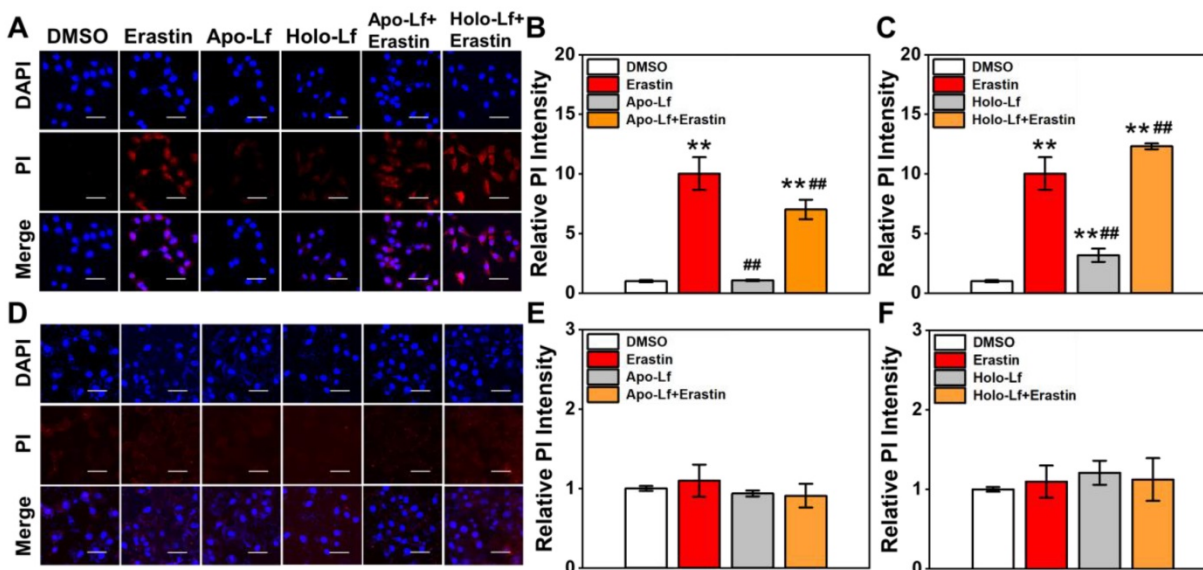 A
DMSO
Erastin
Apo-Lf
Holo-Lf
Apo-Lf+
Erastin
Holo-Lf+
Erastin
DAPI
PI
Merge
B
Relative PI Intensity
20
15
10
5
0
DMSO
Erastin
Apo-Lf
Apo-Lf+Erastin
**
##
**##
C
Relative PI Intensity
20
15
10
5
0
DMSO
Erastin
Holo-Lf
Holo-Lf+Erastin
**
**##
**##
D
DAPI
PI
Merge
E
Relative PI Intensity
3
2
1
0
DMSO
Erastin
Apo-Lf
Apo-Lf+Erastin
F
Relative PI Intensity
3
2
1
0
DMSO
Erastin
Holo-Lf
Holo-Lf+Erastin